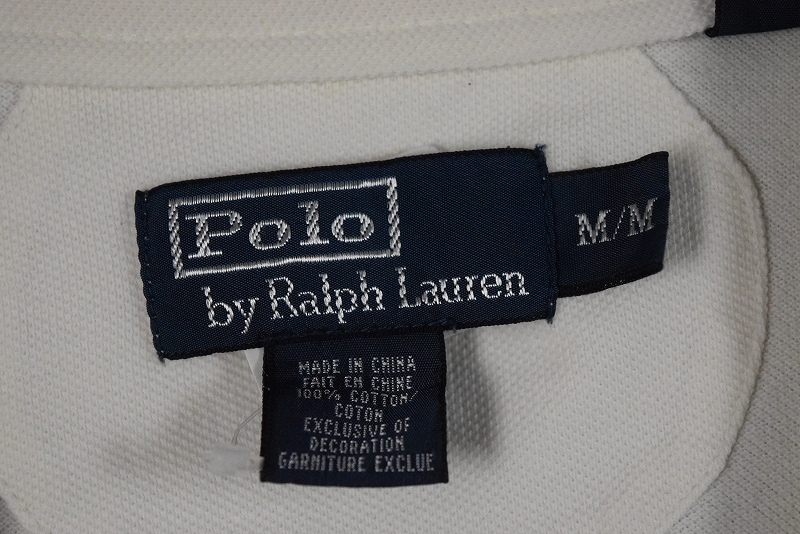 Polo
by Ralph Lauren
M/M
MADE IN CHINA
FAIT EN CHINE
100% COTTON/
COTON
EXCLUSIVE OF
DECORATION
GARNITURE EXCLUE